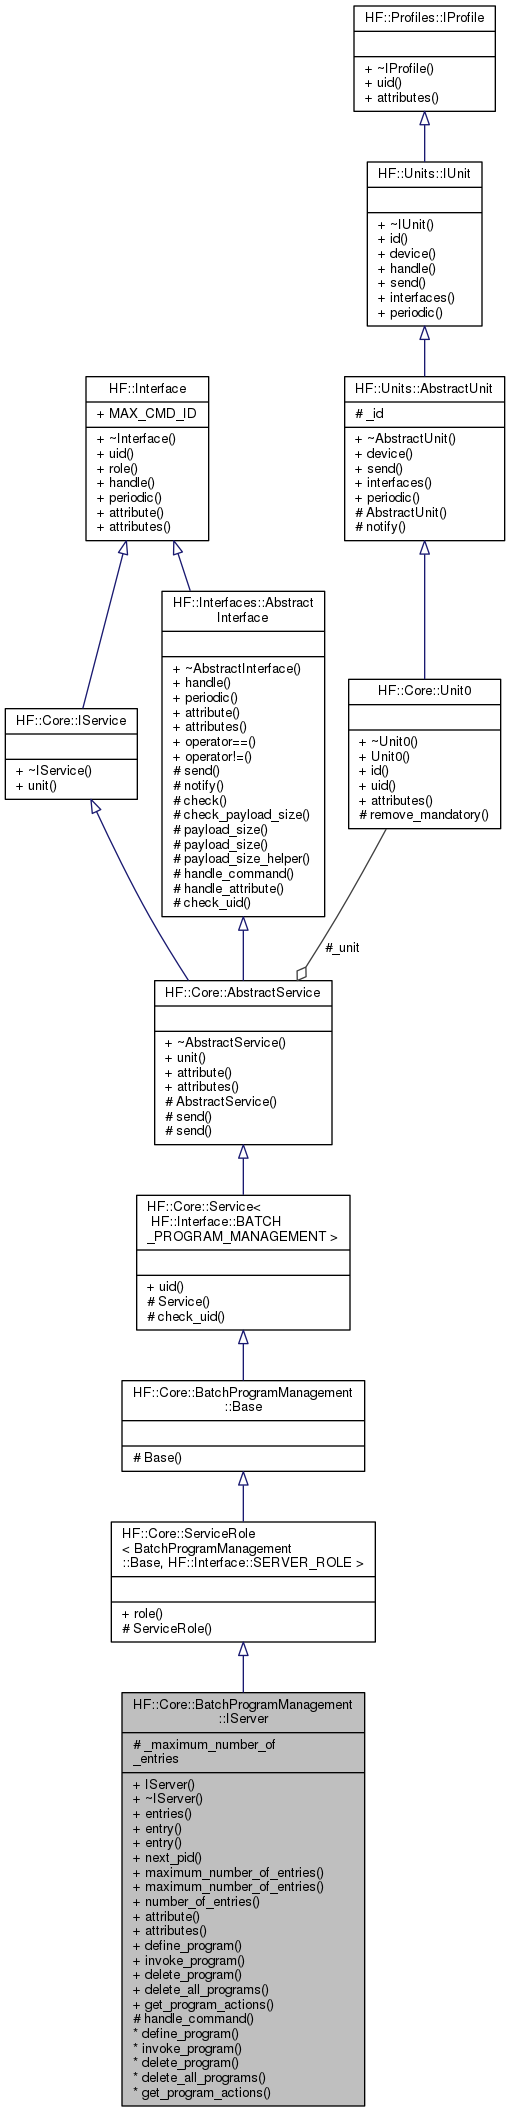 HF::Profiles::IProfile
+ ~IProfile()
+ uid()
+ attributes()
HF::Units::IUnit
+ ~IUnit()
+ id()
+ device()
+ handle()
+ send()
+ interfaces()
+ periodic()
HF::Interface
+ MAX_CMD_ID
+ ~Interface()
+ uid()
+ role()
+ handle()
+ periodic()
+ attribute()
+ attributes()
HF::Units::AbstractUnit
# _id
+ ~AbstractUnit()
+ device()
+ send()
+ interfaces()
+ periodic()
# AbstractUnit()
# notify()
HF::Interfaces::Abstract
Interface
+ ~AbstractInterface()
+ handle()
+ periodic()
+ attribute()
+ attributes()
+ operator==()
+ operator!=()
# send()
# notify()
# check()
# check_payload_size()
# payload_size()
# payload_size()
# payload_size_helper()
# handle_command()
# handle_attribute()
# check_uid()
HF::Core::IService
+ ~IService()
+ unit()
HF::Core::Unit0
+ ~Unit0()
+ Unit0()
+ id()
+ uid()
+ attributes()
# remove_mandatory()
#_unit
HF::Core::AbstractService
+ ~AbstractService()
+ unit()
+ attribute()
+ attributes()
# AbstractService()
# send()
# send()
HF::Core::Service<
HF::Interface::BATCH
_PROGRAM_MANAGEMENT >
+ uid()
# Service()
# check_uid()
HF::Core::BatchProgramManagement
::Base
# Base()
HF::Core::ServiceRole
< BatchProgramManagement
::Base, HF::Interface::SERVER_ROLE >
+ role()
# ServiceRole()
HF::Core::BatchProgramManagement
::IServer
# _maximum_number_of
_entries
+ IServer()
+ ~IServer()
+ entries()
+ entry()
+ entry()
+ next_pid()
+ maximum_number_of_entries()
+ maximum_number_of_entries()
+ number_of_entries()
+ attribute()
+ attributes()
+ define_program()
+ invoke_program()
+ delete_program()
+ delete_all_programs()
+ get_program_actions()
# handle_command()
* define_program()
* invoke_program()
* delete_program()
* delete_all_programs()
* get_program_actions()